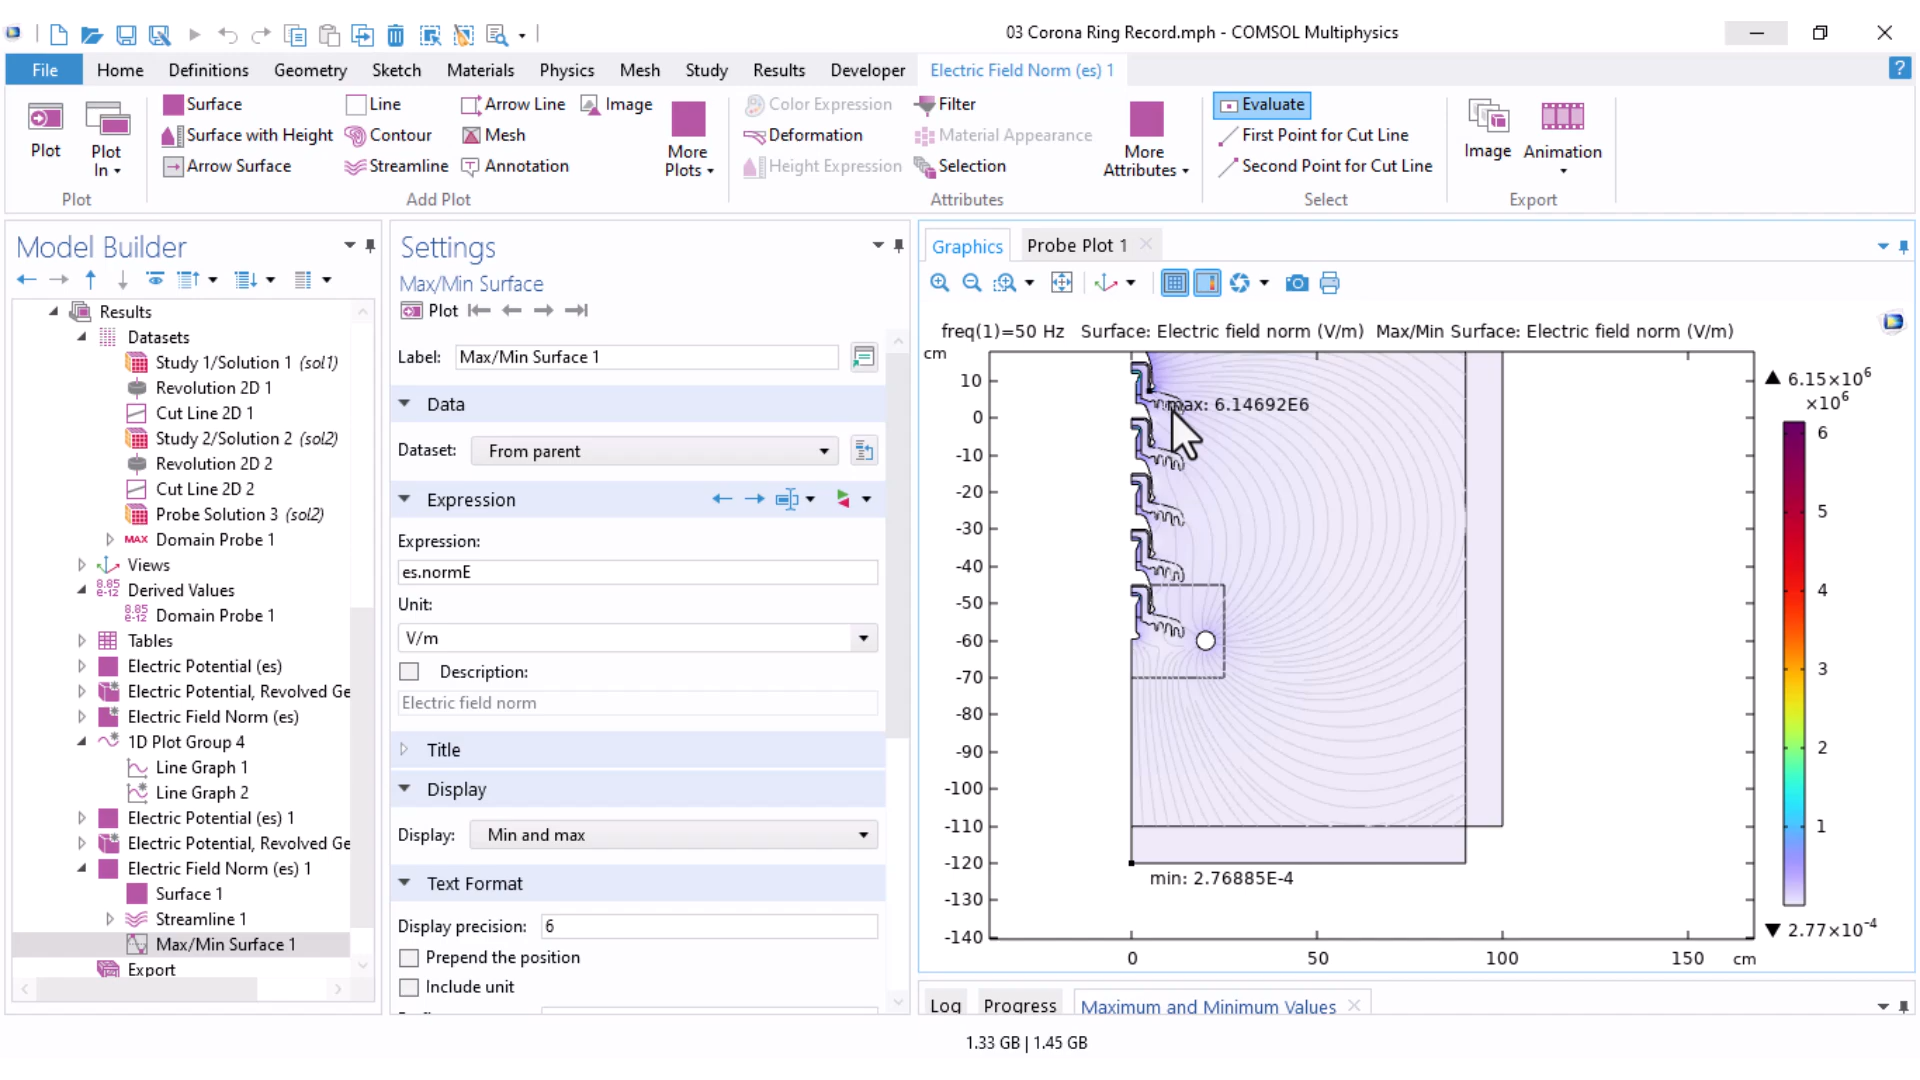 03 Corona Ring Record.mph - COMSOL Multiphysics
File
Home
Definitions
Geometry
Sketch
Materials
Physics
Mesh
Study
Results
Developer
Electric Field Norm (es) 1
?
Plot
Plot In
Plot
Surface
Line
Arrow Line
Image
Surface with Height
Contour
Mesh
Arrow Surface
Streamline
Annotation
More Plots
Add Plot
Color Expression
Filter
Deformation
Material Appearance
Height Expression
Selection
More Attributes
Attributes
Evaluate
First Point for Cut Line
Second Point for Cut Line
Select
Image
Animation
Export
Model Builder
Results
Datasets
Study 1/Solution 1 (sol1)
Revolution 2D 1
Cut Line 2D 1
Study 2/Solution 2 (sol2)
Revolution 2D 2
Cut Line 2D 2
Probe Solution 3 (sol2)
MAX Domain Probe 1
Views
8.85 e-12 Derived Values
8.85 e-12 Domain Probe 1
Tables
Electric Potential (es)
Electric Potential, Revolved Ge
Electric Field Norm (es)
1D Plot Group 4
Line Graph 1
Line Graph 2
Electric Potential (es) 1
Electric Potential, Revolved Ge
Electric Field Norm (es) 1
Surface 1
Streamline 1
Max/Min Surface 1
Export
Settings
Max/Min Surface
Plot
Label: Max/Min Surface 1
Data
Dataset: From parent
Expression
Expression:
es.normE
Unit:
V/m
Description:
Electric field norm
Title
Display
Display: Min and max
Text Format
Display precision: 6
Prepend the position
Include unit
Graphics
Probe Plot 1
freq(1)=50 Hz Surface: Electric field norm (V/m) Max/Min Surface: Electric field norm (V/m)
cm
10
0
-10
-20
-30
-40
-50
-60
-70
-80
-90
-100
-110
-120
-130
-140
max: 6.14692E6
min: 2.76885E-4
0
50
100
150
cm
▲ 6.15×10⁶
×10⁶
6
5
4
3
2
1
▼ 2.77×10⁻⁴
Log
Progress
Maximum and Minimum Values
1.33 GB | 1.45 GB